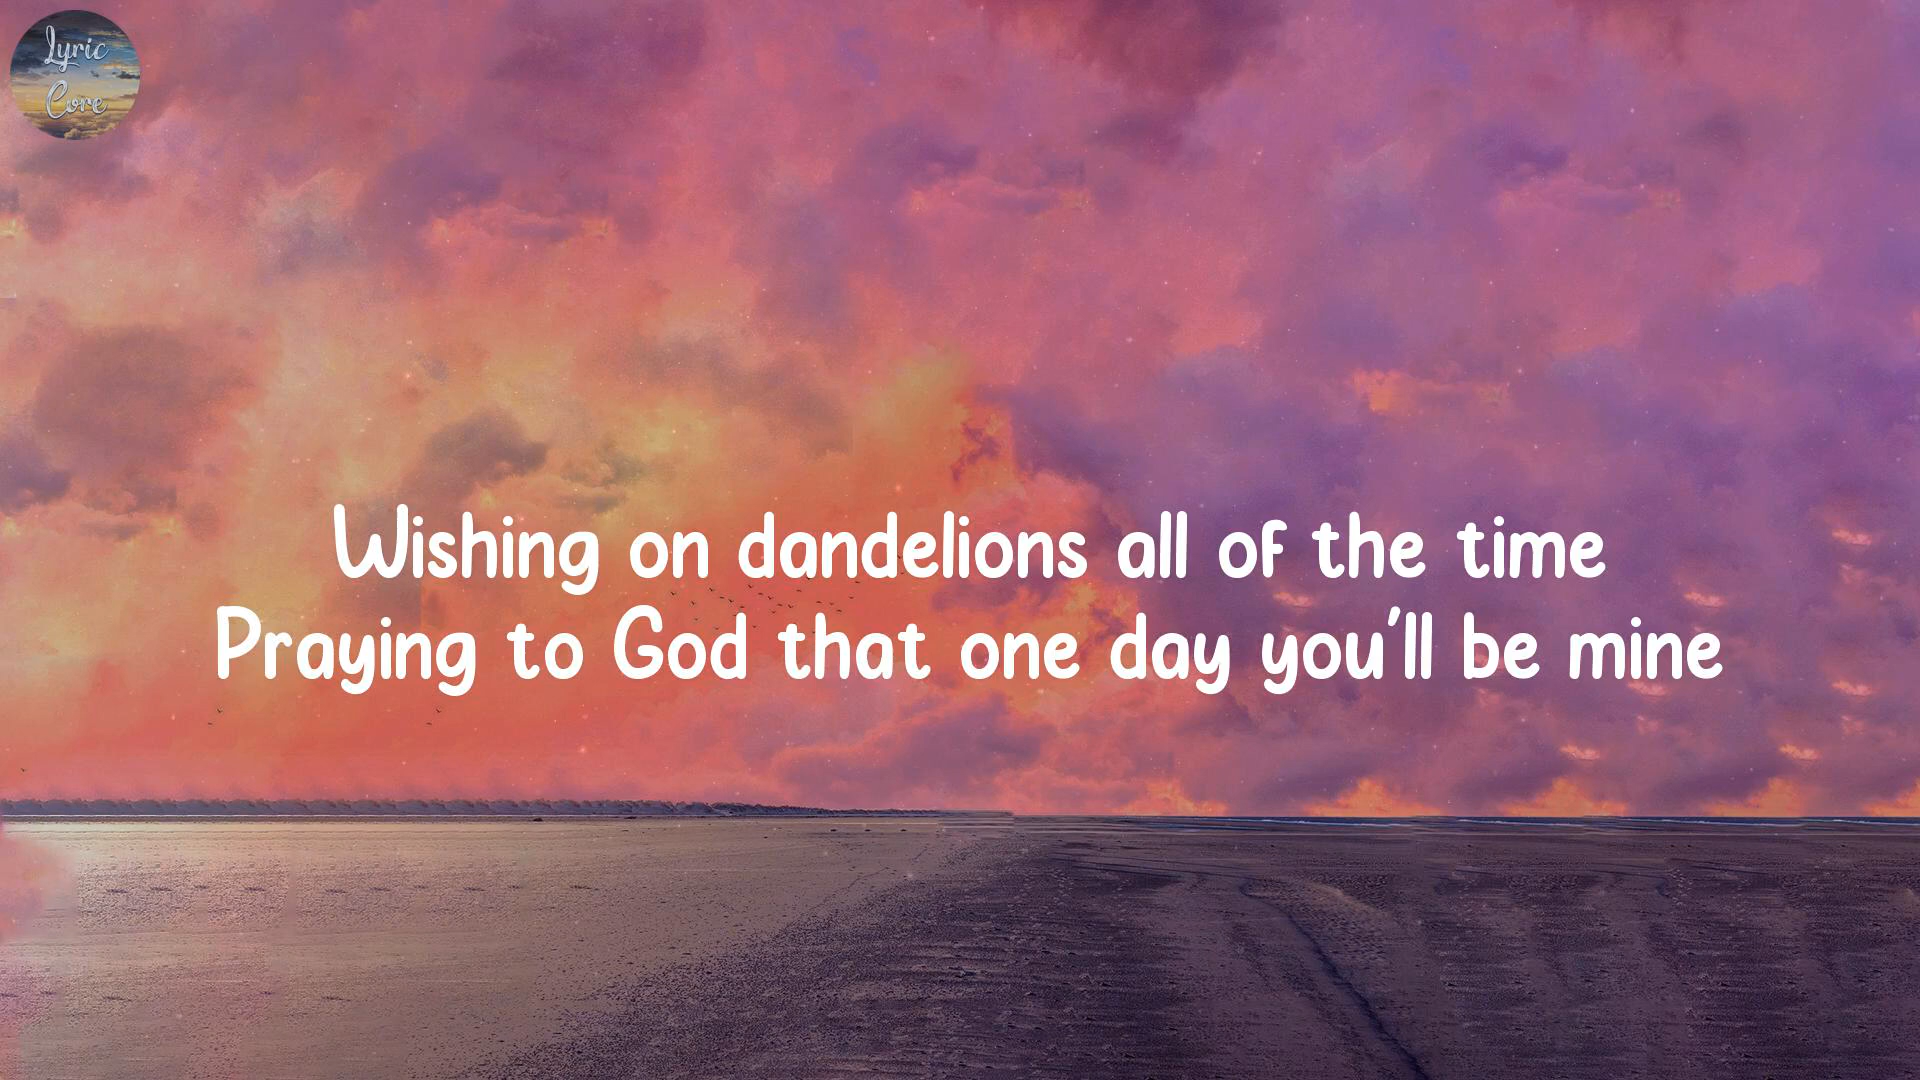 Lyric
Core
Wishing on dandelions all of the time
Praying to God that one day you'll be mine